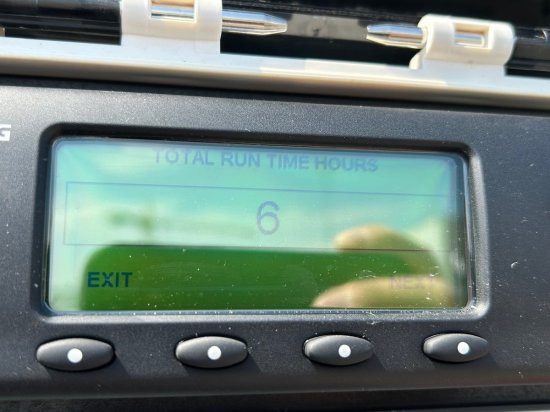 TOTAL RUN TIME HOURS
6
EXIT NEXT